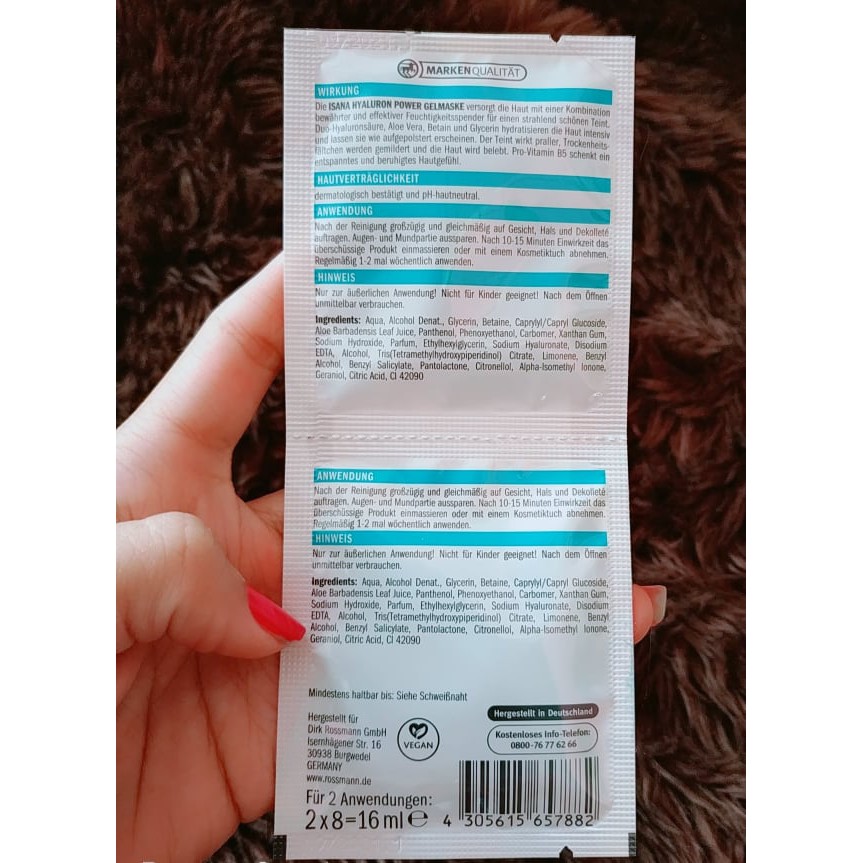 MARKENQUALITÄT
WIRKUNG
Die ISANA HYALURON POWER GELMASKE versorgt die Haut mit einer Kombination
bewährter und effektiver Feuchtigkeitsspender für einen strahlend schönen Teint.
Duo-Hyaluronsäure, Aloe Vera, Betain und Glycerin hydratisieren die Haut intensiv
und lassen sie wie aufgepolstert erscheinen. Der Teint wirkt praller, Trockenheits-
fältchen werden gemildert und die Haut wird belebt. Pro-Vitamin B5 schenkt ein
entspanntes und beruhigtes Hautgefühl.
HAUTVERTRÄGLICHKEIT
dermatologisch bestätigt und pH-hautneutral.
ANWENDUNG
Nach der Reinigung großzügig und gleichmäßig auf Gesicht, Hals und Dekolleté
auftragen. Augen- und Mundpartie aussparen. Nach 10-15 Minuten Einwirkzeit das
überschüssige Produkt einmassieren oder mit einem Kosmetiktuch abnehmen.
Regelmäßig 1-2 mal wöchentlich anwenden.
HINWEIS
Nur zur äußerlichen Anwendung! Nicht für Kinder geeignet! Nach dem Öffnen
unmittelbar verbrauchen.
Ingredients: Aqua, Alcohol Denat., Glycerin, Betaine, Caprylyl/Capryl Glucoside,
Aloe Barbadensis Leaf Juice, Panthenol, Phenoxyethanol, Carbomer, Xanthan Gum,
Sodium Hydroxide, Parfum, Ethylhexylglycerin, Sodium Hyaluronate, Disodium
EDTA, Alcohol, Tris(Tetramethylhydroxypiperidinol) Citrate, Limonene, Benzyl
Alcohol, Benzyl Salicylate, Pantolactone, Citronellol, Alpha-Isomethyl Ionone,
Geraniol, Citric Acid, CI 42090
ANWENDUNG
Nach der Reinigung großzügig und gleichmäßig auf Gesicht, Hals und Dekolleté
auftragen. Augen- und Mundpartie aussparen. Nach 10-15 Minuten Einwirkzeit das
überschüssige Produkt einmassieren oder mit einem Kosmetiktuch abnehmen.
Regelmäßig 1-2 mal wöchentlich anwenden.
HINWEIS
Nur zur äußerlichen Anwendung! Nicht für Kinder geeignet! Nach dem Öffnen
unmittelbar verbrauchen.
Ingredients: Aqua, Alcohol Denat., Glycerin, Betaine, Caprylyl/Capryl Glucoside,
Aloe Barbadensis Leaf Juice, Panthenol, Phenoxyethanol, Carbomer, Xanthan Gum,
Sodium Hydroxide, Parfum, Ethylhexylglycerin, Sodium Hyaluronate, Disodium
EDTA, Alcohol, Tris(Tetramethylhydroxypiperidinol) Citrate, Limonene, Benzyl
Alcohol, Benzyl Salicylate, Pantolactone, Citronellol, Alpha-Isomethyl Ionone,
Geraniol, Citric Acid, CI 42090
Mindestens haltbar bis: Siehe Schweißnaht
Hergestellt für
Dirk Rossmann GmbH
Isernhägener Str. 16
30938 Burgwedel
GERMANY
www.rossmann.de
VEGAN
Hergestellt in Deutschland
Kostenloses Info-Telefon:
0800-76 77 62 66
Für 2 Anwendungen:
2x8=16 ml ℮
4 305615 657882